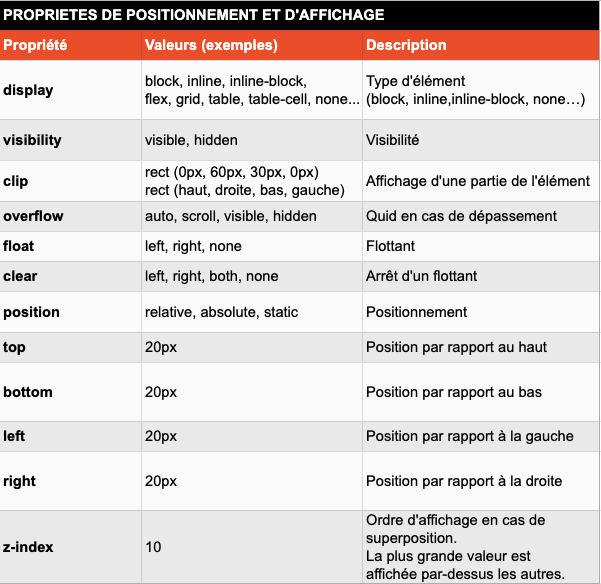 PROPRIETES DE POSITIONNEMENT ET D'AFFICHAGE
Propriété Valeurs (exemples) Description
display block, inline, inline-block, Type d'élément
flex, grid, table, table-cell, none... (block, inline,inline-block, none…)
visibility visible, hidden Visibilité
clip rect (0px, 60px, 30px, 0px) Affichage d'une partie de l'élément
rect (haut, droite, bas, gauche)
overflow auto, scroll, visible, hidden Quid en cas de dépassement
float left, right, none Flottant
clear left, right, both, none Arrêt d'un flottant
position relative, absolute, static Positionnement
top 20px Position par rapport au haut
bottom 20px Position par rapport au bas
left 20px Position par rapport à la gauche
right 20px Position par rapport à la droite
z-index 10 Ordre d'affichage en cas de
superposition.
La plus grande valeur est
affichée par-dessus les autres.